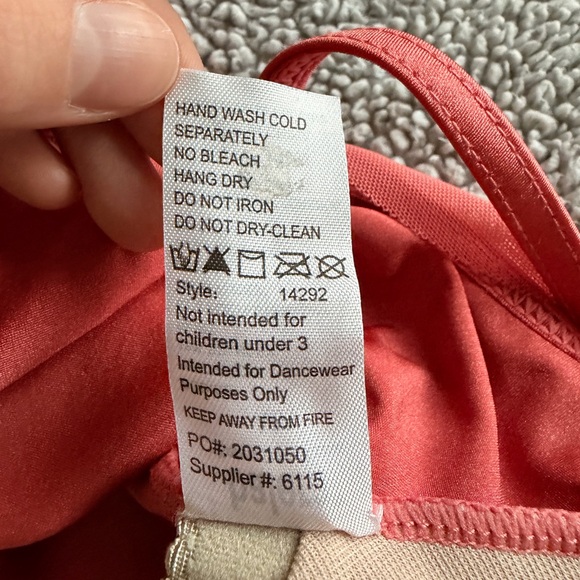 HAND WASH COLD
SEPARATELY
NO BLEACH
HANG DRY
DO NOT IRON
DO NOT DRY-CLEAN
Style: 14292
Not intended for
children under 3
Intended for Dancewear
Purposes Only
KEEP AWAY FROM FIRE
PO#: 2031050
Supplier #: 6115